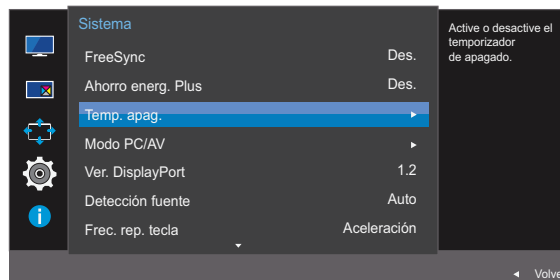 Sistema
FreeSync Des.
Ahorro energ. Plus Des.
Temp. apag.
Modo PC/AV
Ver. DisplayPort 1.2
Detección fuente Auto
Frec. rep. tecla Aceleración
Active o desactive el
temporizador
de apagado.